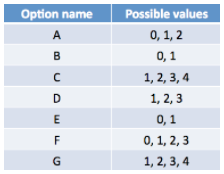 Option name Possible values
A 0, 1, 2
B 0, 1
C 1, 2, 3, 4
D 1, 2, 3
E 0, 1
F 0, 1, 2, 3
G 1, 2, 3, 4